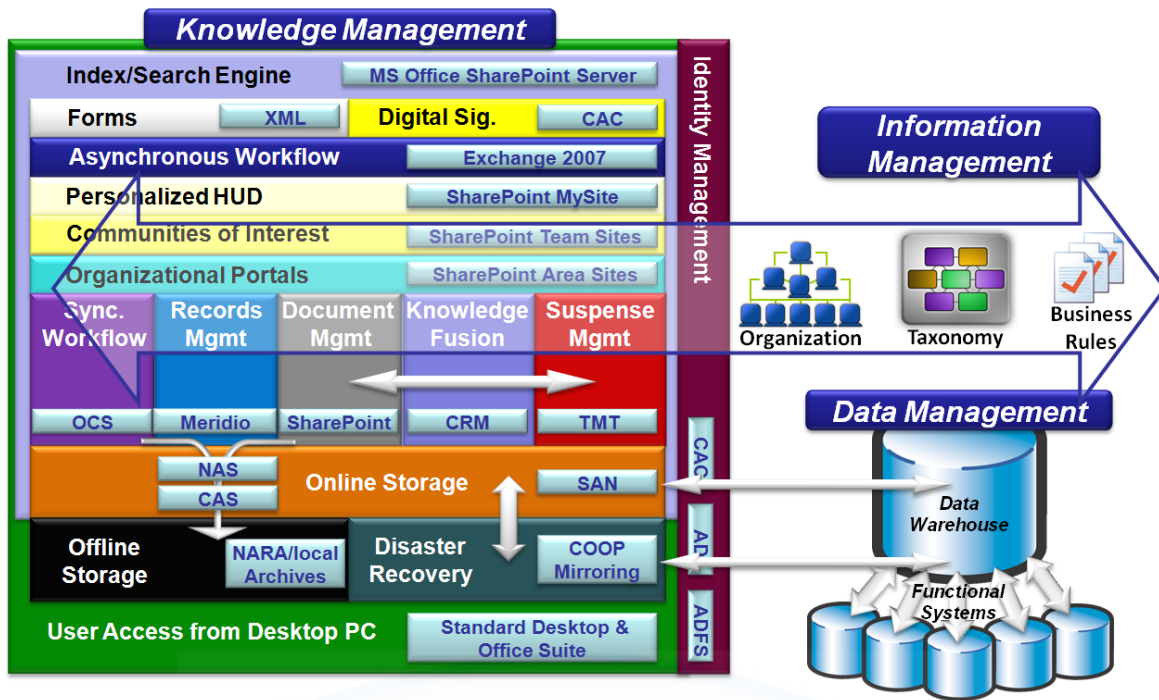 Knowledge Management
Index/Search Engine
MS Office SharePoint Server
Forms
XML
Digital Sig.
CAC
Asynchronous Workflow
Exchange 2007
Personalized HUD
SharePoint MySite
Communities of Interest
SharePoint Team Sites
Organizational Portals
SharePoint Area Sites
Sync.
Workflow
Records
Mgmt
Document
Mgmt
Knowledge
Fusion
Suspense
Mgmt
OCS
Meridio
SharePoint
CRM
TMT
NAS
CAS
Online Storage
SAN
Offline
Storage
NARA/local
Archives
Disaster
Recovery
COOP
Mirroring
User Access from Desktop PC
Standard Desktop &
Office Suite
Identity Management
CAC
ADFS
Information
Management
Organization
Taxonomy
Business
Rules
Data Management
Data
Warehouse
Functional
Systems